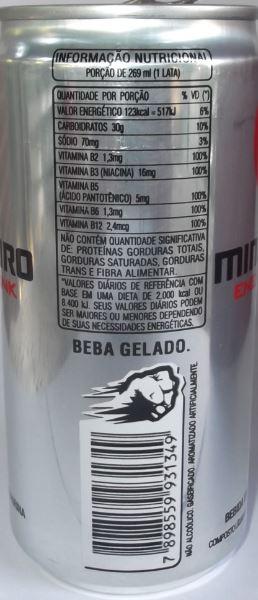 INFORMAÇÃO NUTRICIONAL
PORÇÃO DE 269 ml (1 LATA)
QUANTIDADE POR PORÇÃO % VD (*)
VALOR ENERGÉTICO 123kcal = 517kJ 6%
CARBOIDRATOS 30g 10%
SÓDIO 70mg 3%
VITAMINA B2 1,3mg 100%
VITAMINA B3 (NIACINA) 16mg 100%
VITAMINA B5
(ÁCIDO PANTOTÊNICO) 5mg 100%
VITAMINA B6 1,3mg 100%
VITAMINA B12 2,4mcg 100%
NÃO CONTÉM QUANTIDADE SIGNIFICATIVA
DE: PROTEÍNAS GORDURAS TOTAIS,
GORDURAS SATURADAS, GORDURAS
TRANS E FIBRA ALIMENTAR.
*VALORES DIÁRIOS DE REFERÊNCIA COM
BASE EM UMA DIETA DE 2.000 kcal OU
8.400 kJ. SEUS VALORES DIÁRIOS PODEM
SER MAIORES OU MENORES DEPENDENDO
DE SUAS NECESSIDADES ENERGÉTICAS.
BEBA GELADO.
NÃO ALCOÓLICO. GASEIFICADO. AROMATIZADO ARTIFICIALMENTE.
7 898559 931349